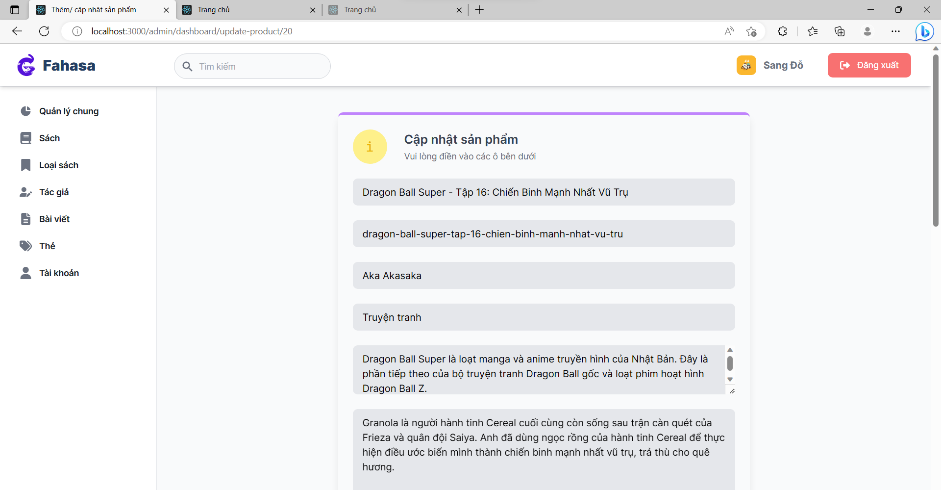 Thêm/ cập nhật sản phẩm
Trang chủ
Trang chủ
localhost:3000/admin/dashboard/update-product/20
Fahasa
Tìm kiếm
Sang Đỗ
Đăng xuất
Quản lý chung
Sách
Loại sách
Tác giả
Bài viết
Thẻ
Tài khoản
Cập nhật sản phẩm
Vui lòng điền vào các ô bên dưới
Dragon Ball Super - Tập 16: Chiến Binh Mạnh Nhất Vũ Trụ
dragon-ball-super-tap-16-chien-binh-manh-nhat-vu-tru
Aka Akasaka
Truyện tranh
Dragon Ball Super là loạt manga và anime truyền hình của Nhật Bản. Đây là
phần tiếp theo của bộ truyện tranh Dragon Ball gốc và loạt phim hoạt hình
Dragon Ball Z.
Granola là người hành tinh Cereal cuối cùng còn sống sau trận càn quét của
Frieza và quân đội Saiya. Anh đã dùng ngọc rồng của hành tinh Cereal để thực
hiện điều ước biến mình thành chiến binh mạnh nhất vũ trụ, trả thù cho quê
hương.